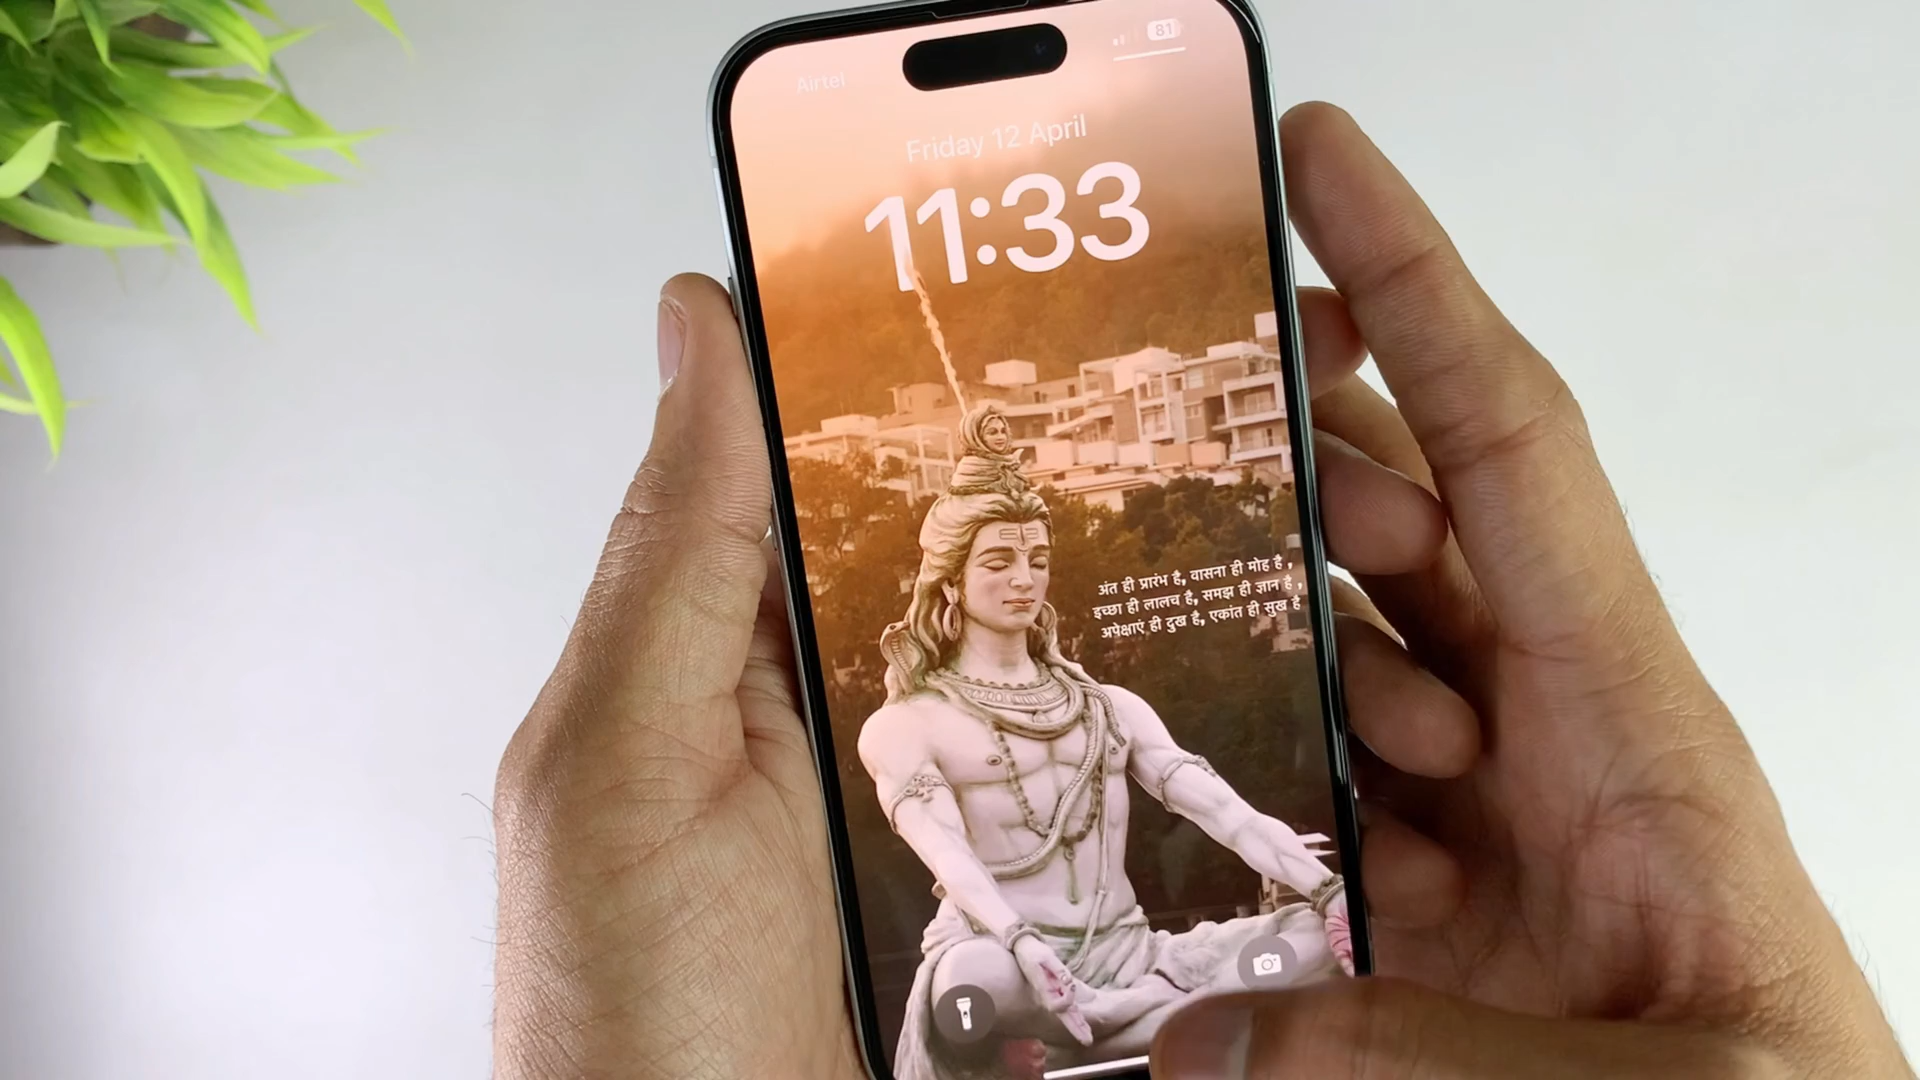 Airtel
81
Friday 12 April
11:33
अंत ही प्रारंभ है, वासना ही मोह है ,
इच्छा ही लालच है, समझ ही ज्ञान है ,
अपेक्षाएं ही दुख है, एकांत ही सुख है